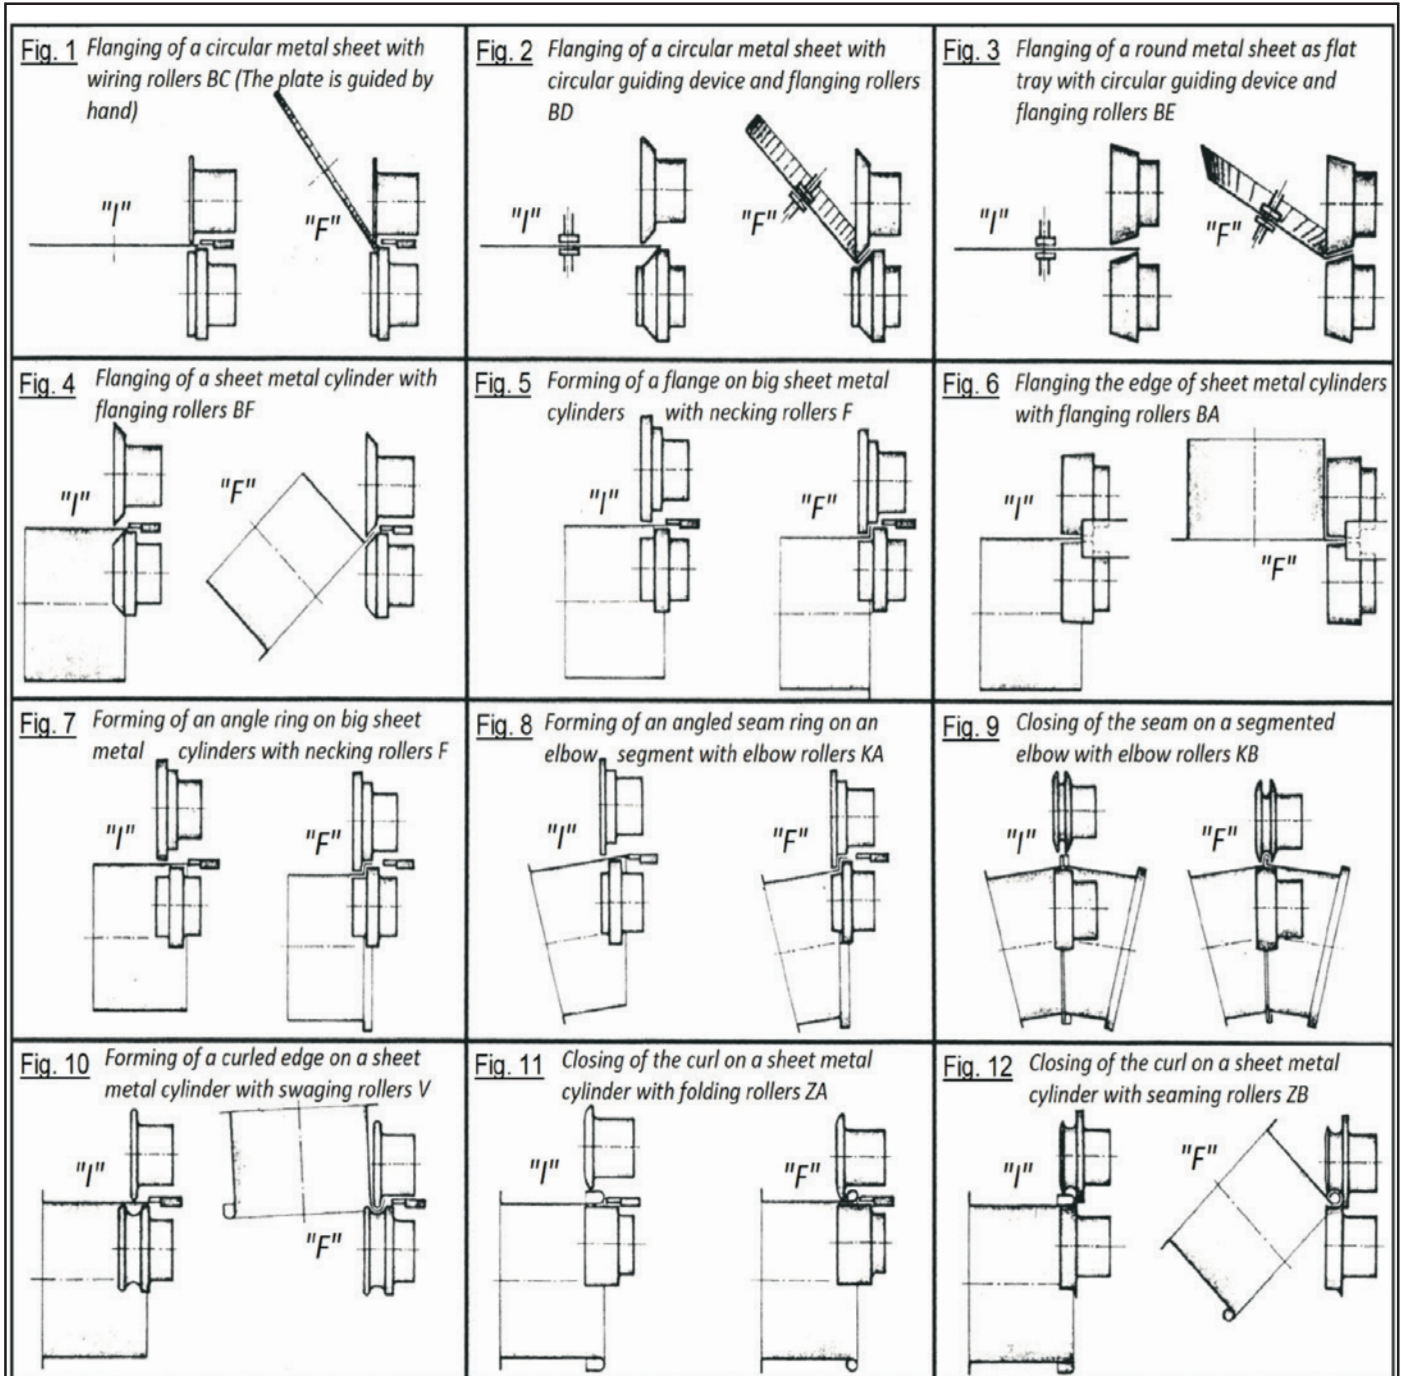 Fig. 1 Flanging of a circular metal sheet with
wiring rollers BC (The plate is guided by
hand)
"I"
"F"
Fig. 2 Flanging of a circular metal sheet with
circular guiding device and flanging rollers
BD
"I"
"F"
Fig. 3 Flanging of a round metal sheet as flat
tray with circular guiding device and
flanging rollers BE
"I"
"F"
Fig. 4 Flanging of a sheet metal cylinder with
flanging rollers BF
"I"
"F"
Fig. 5 Forming of a flange on big sheet metal
cylinders with necking rollers F
"I"
"F"
Fig. 6 Flanging the edge of sheet metal cylinders
with flanging rollers BA
"I"
"F"
Fig. 7 Forming of an angle ring on big sheet
metal cylinders with necking rollers F
"I"
"F"
Fig. 8 Forming of an angled seam ring on an
elbow segment with elbow rollers KA
"I"
"F"
Fig. 9 Closing of the seam on a segmented
elbow with elbow rollers KB
"I"
"F"
Fig. 10 Forming of a curled edge on a sheet
metal cylinder with swaging rollers V
"I"
"F"
Fig. 11 Closing of the curl on a sheet metal
cylinder with folding rollers ZA
"I"
"F"
Fig. 12 Closing of the curl on a sheet metal
cylinder with seaming rollers ZB
"I"
"F"